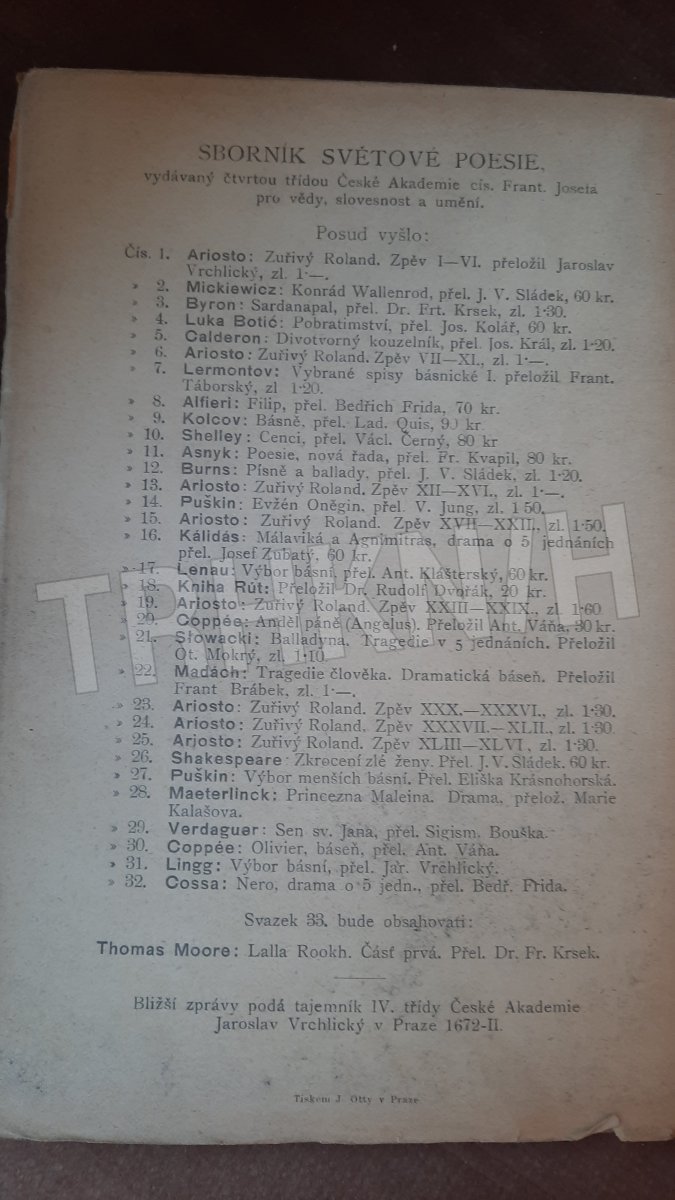 SBORNÍK SVĚTOVÉ POESIE,
vydávaný čtvrtou třídou České Akademie cís. Frant. Josefa
pro vědy, slovesnost a umění.
Posud vyšlo:
Čís. 1. Ariosto: Zuřivý Roland. Zpěv I—VI. přeložil Jaroslav
Vrchlický, zl. 1·—.
» 2. Mickiewicz: Konrád Wallenrod, přel. J. V. Sládek, 60 kr.
» 3. Byron: Sardanapal, přel. Dr. Frt. Krsek, zl. 1·30.
» 4. Luka Botić: Pobratimství, přel. Jos. Kolář, 60 kr.
» 5. Calderon: Divotvorný kouzelník, přel. Jos. Král, zl. 1·20.
» 6. Ariosto: Zuřivý Roland. Zpěv VII—XI., zl. 1·—.
» 7. Lermontov: Vybrané spisy básnické I. přeložil Frant.
Táborský, zl 1·20.
» 8. Alfieri: Filip, přel. Bedřich Frida, 70 kr.
» 9. Kolcov: Básně, přel. Lad. Quis, 90 kr.
» 10. Shelley: Cenci, přel. Václ. Černý, 80 kr
» 11. Asnyk: Poesie, nová řada, přel. Fr. Kvapil, 80 kr.
» 12. Burns: Písně a ballady, přel. J. V. Sládek, zl. 1·20.
» 13. Ariosto: Zuřivý Roland. Zpěv XII—XVI., zl. 1·—.
» 14. Puškin: Evžén Oněgin, přel. V. Jung, zl. 1 50.
» 15. Ariosto: Zuřivý Roland. Zpěv XVII—XXII., zl. 1·50.
» 16. Kálidás: Málaviká a Agnimitras, drama o 5 jednáních
přel. Josef Zubatý, 60 kr.
» 17. Lenau: Výbor básní, přel. Ant. Klášterský, 60 kr.
» 18. Kniha Rút: Přeložil Dr. Rudolf Dvořák, 20 kr.
» 19. Ariosto: Zuřivý Roland. Zpěv XXIII—XXIX., zl. 1·60
» 20. Coppée: Anděl páně (Angelus). Přeložil Ant. Váňa, 30 kr.
» 21. Słowacki: Balladyna. Tragedie v 5 jednáních. Přeložil
Ot. Mokrý, zl. 1·10.
» 22. Madách: Tragedie člověka. Dramatická báseň. Přeložil
Frant Brábek, zl. 1·—.
» 23. Ariosto: Zuřivý Roland. Zpěv XXX.—XXXVI., zl. 1·30.
» 24. Ariosto: Zuřivý Roland. Zpěv XXXVII.—XLII., zl. 1·30.
» 25. Ariosto: Zuřivý Roland. Zpěv XLIII—XLVI., zl. 1·30.
» 26. Shakespeare: Zkrocení zlé ženy. Přel. J. V. Sládek. 60 kr.
» 27. Puškin: Výbor menších básní. Přel. Eliška Krásnohorská.
» 28. Maeterlinck: Princezna Maleina. Drama. přelož. Marie
Kalašova.
» 29. Verdaguer: Sen sv. Jana, přel. Sigism. Bouška.
» 30. Coppée: Olivier, báseň, přel. Ant. Váňa.
» 31. Lingg: Výbor básní, přel. Jar. Vrchlický.
» 32. Cossa: Nero, drama o 5 jedn., přel. Bedř. Frida.
Svazek 33. bude obsahovati:
Thomas Moore: Lalla Rookh. Část prvá. Přel. Dr. Fr. Krsek.
Bližší zprávy podá tajemník IV. třídy České Akademie
Jaroslav Vrchlický v Praze 1672-II.
Tiskem J. Otty v Praze